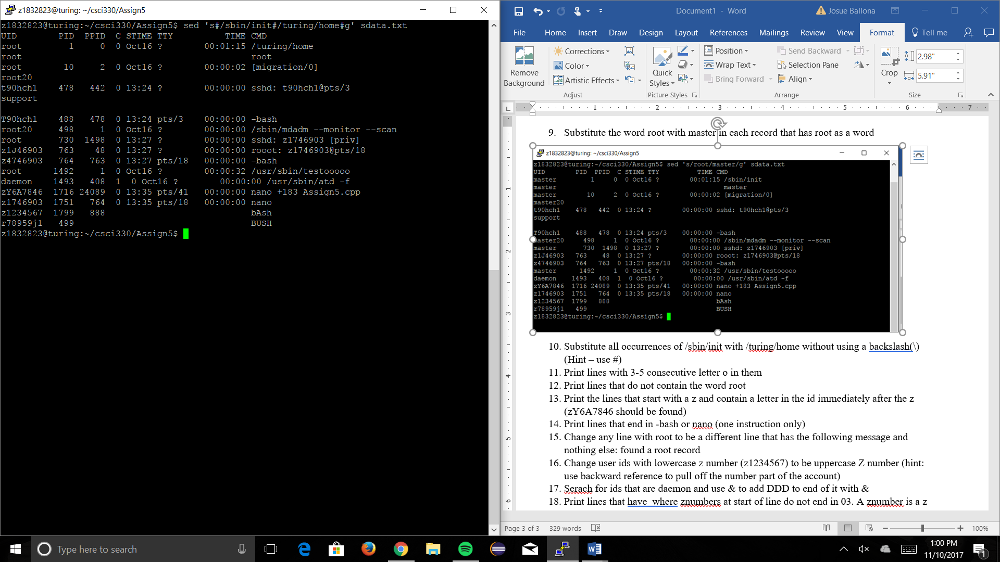 z1832823@turing: ~/csci330/Assign5
z1832823@turing:~/csci330/Assign5$ sed 's#/sbin/init#/turing/home#g' sdata.txt
UID        PID  PPID  C STIME TTY          TIME CMD
root         1     0  0 Oct16 ?        00:01:15 /turing/home
root                                            root
root        10     2  0 Oct16 ?        00:00:02 [migration/0]
root20
t90hch1    478   442  0 13:24 ?        00:00:00 sshd: t90hch1@pts/3
support
T90hch1    488   478  0 13:24 pts/3    00:00:00 -bash
root20     498     1  0 Oct16 ?        00:00:00 /sbin/mdadm --monitor --scan
root       730  1498  0 13:27 ?        00:00:00 sshd: z1746903 [priv]
z1J46903   763    48  0 13:27 ?        00:00:00 rooot: z1746903@pts/18
z4746903   764   763  0 13:27 pts/18   00:00:00 -bash
root      1492     1  0 Oct16 ?        00:00:32 /usr/sbin/testooooo
daemon    1493   408  1  0 Oct16 ?        00:00:00 /usr/sbin/atd -f
zY6A7846  1716 24089  0 13:35 pts/41   00:00:00 nano +183 Assign5.cpp
z1746903  1751   764  0 13:35 pts/18   00:00:00 nano
z1234567  1799   888                            bAsh
r78959j1   499                                  BUSH
z1832823@turing:~/csci330/Assign5$
Document1 - Word
Josue Ballona
File Home Insert Draw Design Layout References Mailings Review View Format Tell me
Remove Background
Corrections
Color
Artistic Effects
Adjust
Quick Styles
Picture Styles
Position
Wrap Text
Bring Forward
Send Backward
Selection Pane
Align
Arrange
Crop
2.98"
5.91"
Size
1 2 3 4 5 6 7
1
2
3
4
5
6
9. Substitute the word root with master in each record that has root as a word
z1832823@turing: ~/csci330/Assign5
z1832823@turing:~/csci330/Assign5$ sed 's/root/master/g' sdata.txt
UID        PID  PPID  C STIME TTY          TIME CMD
master         1     0  0 Oct16 ?        00:01:15 /sbin/init
master                                            master
master        10     2  0 Oct16 ?        00:00:02 [migration/0]
master20
t90hch1    478   442  0 13:24 ?        00:00:00 sshd: t90hch1@pts/3
support
T90hch1    488   478  0 13:24 pts/3    00:00:00 -bash
master20     498     1  0 Oct16 ?        00:00:00 /sbin/mdadm --monitor --scan
master       730  1498  0 13:27 ?        00:00:00 sshd: z1746903 [priv]
z1J46903   763    48  0 13:27 ?        00:00:00 rooot: z1746903@pts/18
z4746903   764   763  0 13:27 pts/18   00:00:00 -bash
master      1492     1  0 Oct16 ?        00:00:32 /usr/sbin/testooooo
daemon    1493   408  1  0 Oct16 ?        00:00:00 /usr/sbin/atd -f
zY6A7846  1716 24089  0 13:35 pts/41   00:00:00 nano +183 Assign5.cpp
z1746903  1751   764  0 13:35 pts/18   00:00:00 nano
z1234567  1799   888                            bAsh
r78959j1   499                                  BUSH
z1832823@turing:~/csci330/Assign5$
10. Substitute all occurrences of /sbin/init with /turing/home without using a backslash(\)
(Hint – use #)
11. Print lines with 3-5 consecutive letter o in them
12. Print lines that do not contain the word root
13. Print the lines that start with a z and contain a letter in the id immediately after the z
(zY6A7846 should be found)
14. Print lines that end in -bash or nano (one instruction only)
15. Change any line with root to be a different line that has the following message and
nothing else: found a root record
16. Change user ids with lowercase z number (z1234567) to be uppercase Z number (hint:
use backward reference to pull off the number part of the account)
17. Serach for ids that are daemon and use & to add DDD to end of it with &
18. Print lines that have  where znumbers at start of line do not end in 03. A znumber is a z
Page 3 of 3 329 words
100%
Type here to search
1:00 PM
11/10/2017
1